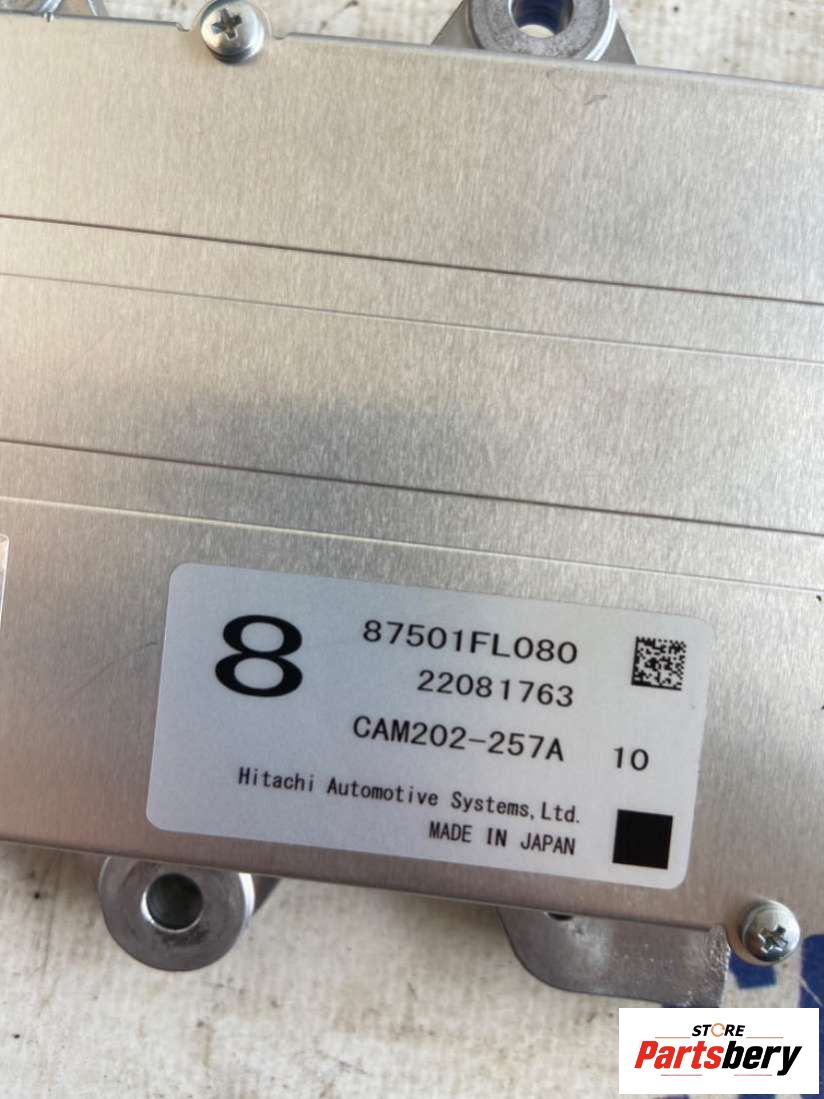 8
87501FL080
22081763
CAM202-257A 10
Hitachi Automotive Systems, Ltd.
MADE IN JAPAN
STORE
Partsbery